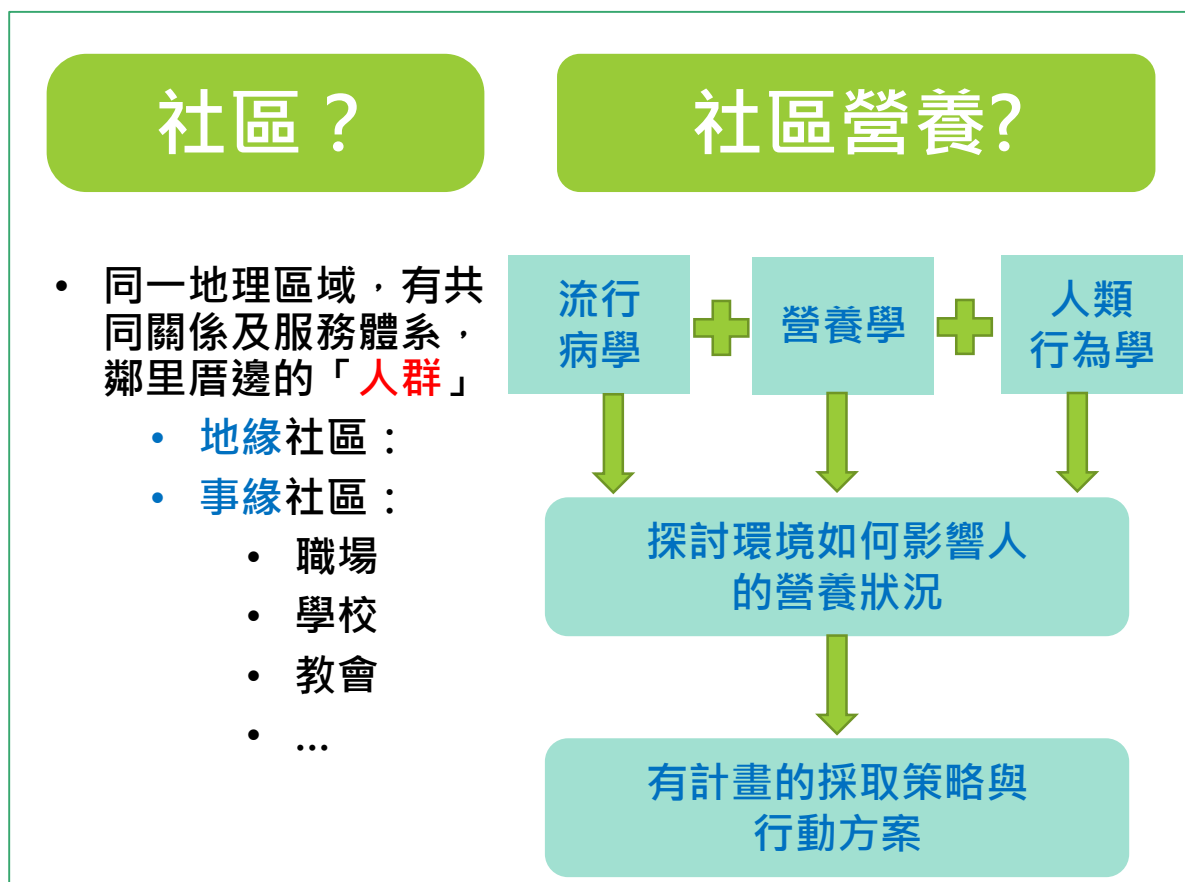 社區？
社區營養?
• 同一地理區域，有共
同關係及服務體系，
鄰里厝邊的「人群」
• 地緣社區：
• 事緣社區：
• 職場
• 學校
• 教會
• ...
流行
病學
營養學
人類
行為學
探討環境如何影響人
的營養狀況
有計畫的採取策略與
行動方案